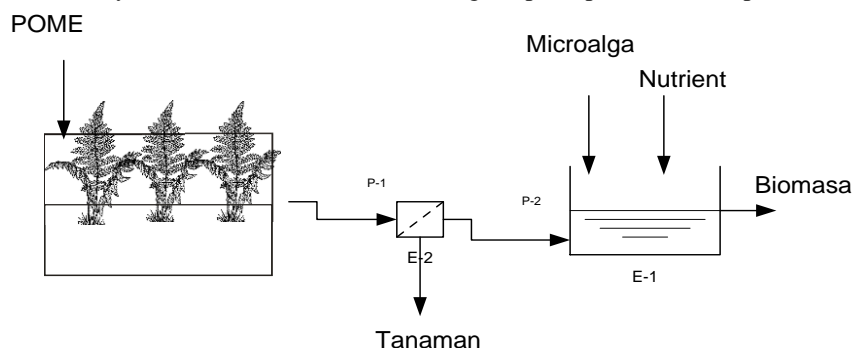 POME
Microalga
Nutrient
P-1
P-2
Biomasa
E-2
E-1
Tanaman